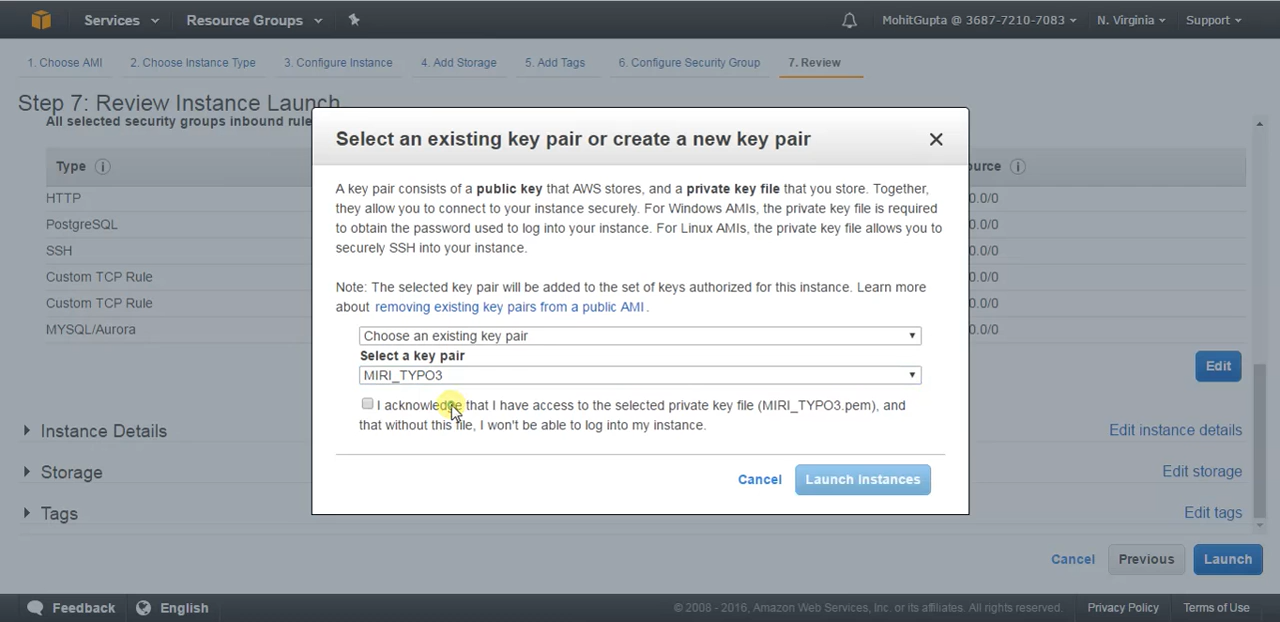 Services Resource Groups MohitGupta @ 3687-7210-7083 N. Virginia Support
1. Choose AMI 2. Choose Instance Type 3. Configure Instance 4. Add Storage 5. Add Tags 6. Configure Security Group 7. Review
Step 7: Review Instance Launch
All selected security groups inbound rule
Type i
ource i
HTTP
0.0/0
PostgreSQL
0.0/0
SSH
0.0/0
Custom TCP Rule
0.0/0
Custom TCP Rule
0.0/0
MYSQL/Aurora
0.0/0
Edit
Instance Details
Edit instance details
Storage
Edit storage
Tags
Edit tags
Select an existing key pair or create a new key pair
A key pair consists of a public key that AWS stores, and a private key file that you store. Together,
they allow you to connect to your instance securely. For Windows AMIs, the private key file is required
to obtain the password used to log into your instance. For Linux AMIs, the private key file allows you to
securely SSH into your instance.
Note: The selected key pair will be added to the set of keys authorized for this instance. Learn more
about removing existing key pairs from a public AMI.
Choose an existing key pair
Select a key pair
MIRI_TYPO3
I acknowledge that I have access to the selected private key file (MIRI_TYPO3.pem), and
that without this file, I won't be able to log into my instance.
Cancel Launch Instances
Cancel Previous Launch
Feedback English © 2008 - 2016, Amazon Web Services, Inc. or its affiliates. All rights reserved. Privacy Policy Terms of Use